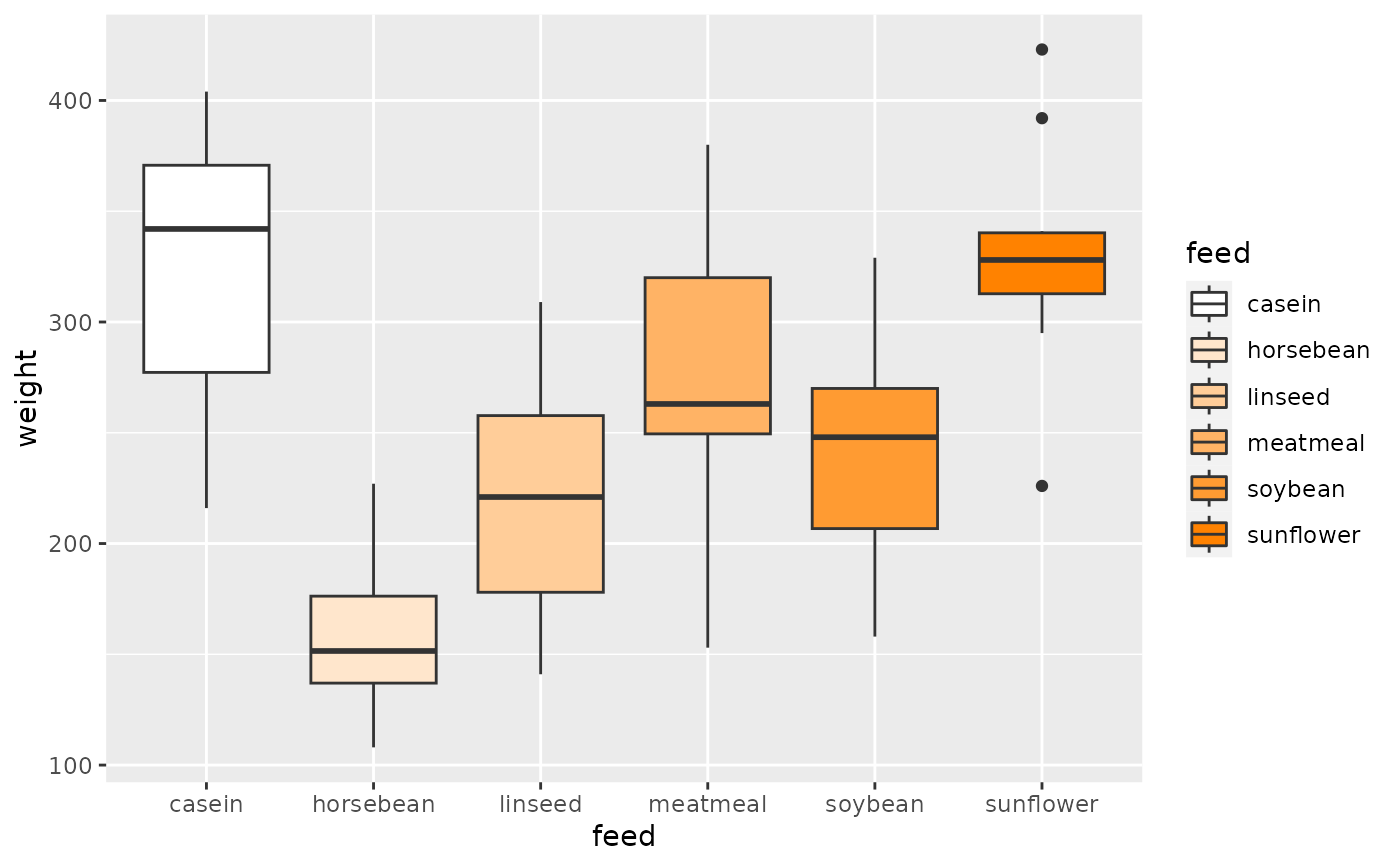 weight
400
300
200
100
casein horsebean linseed meatmeal soybean sunflower
feed
feed
casein
horsebean
linseed
meatmeal
soybean
sunflower